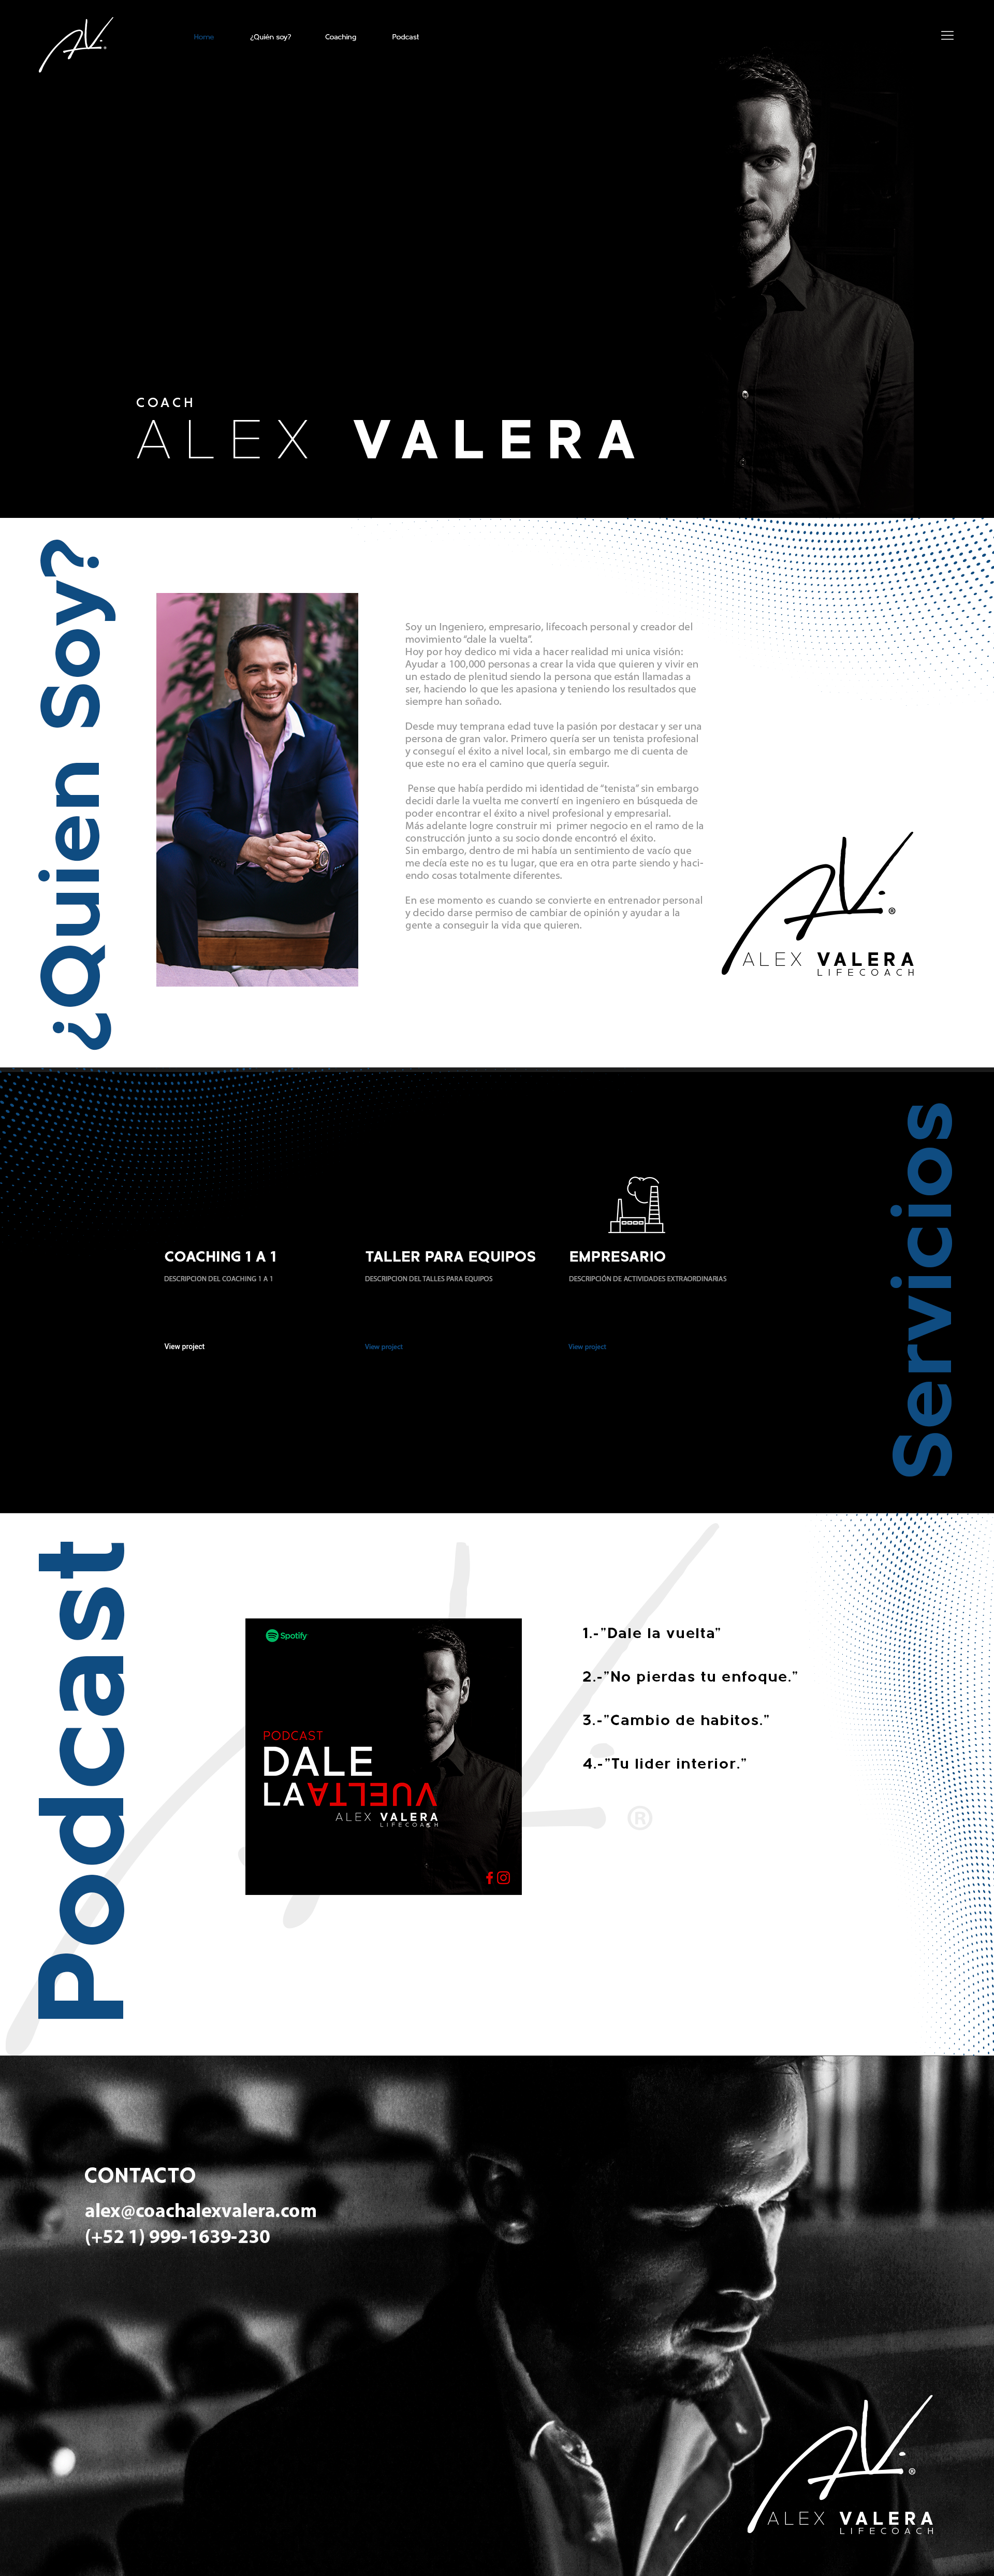 AV.®
Home ¿Quién soy? Coaching Podcast
COACH
ALEX VALERA
¿Quien Soy?
Soy un Ingeniero, empresario, lifecoach personal y creador del
movimiento “dale la vuelta”.
Hoy por hoy dedico mi vida a hacer realidad mi unica visión:
Ayudar a 100,000 personas a crear la vida que quieren y vivir en
un estado de plenitud siendo la persona que están llamadas a
ser, haciendo lo que les apasiona y teniendo los resultados que
siempre han soñado.
Desde muy temprana edad tuve la pasión por destacar y ser una
persona de gran valor. Primero quería ser un tenista profesional
y conseguí el éxito a nivel local, sin embargo me di cuenta de
que este no era el camino que quería seguir.
Pense que había perdido mi identidad de “tenista” sin embargo
decidí darle la vuelta me convertí en ingeniero en búsqueda de
poder encontrar el éxito a nivel profesional y empresarial.
Más adelante logre construir mi primer negocio en el ramo de la
construcción junto a su socio donde encontró el éxito.
Sin embargo, dentro de mi había un sentimiento de vacío que
me decía este no es tu lugar, que era en otra parte siendo y haci-
endo cosas totalmente diferentes.
En ese momento es cuando se convierte en entrenador personal
y decido darse permiso de cambiar de opinión y ayudar a la
gente a conseguir la vida que quieren.
AV.®
ALEX VALERA
LIFECOACH
Servicios
COACHING 1 A 1
DESCRIPCION DEL COACHING 1 A 1
View project
TALLER PARA EQUIPOS
DESCRIPCION DEL TALLES PARA EQUIPOS
View project
EMPRESARIO
DESCRIPCIÓN DE ACTIVIDADES EXTRAORDINARIAS
View project
Podcast
Spotify
PODCAST
DALE
LA VUELTA
ALEX VALERA
LIFECOACH
®
1.-"Dale la vuelta"
2.-"No pierdas tu enfoque."
3.-"Cambio de habitos."
4.-"Tu lider interior."
CONTACTO
alex@coachalexvalera.com
(+52 1) 999-1639-230
AV.®
ALEX VALERA
LIFECOACH